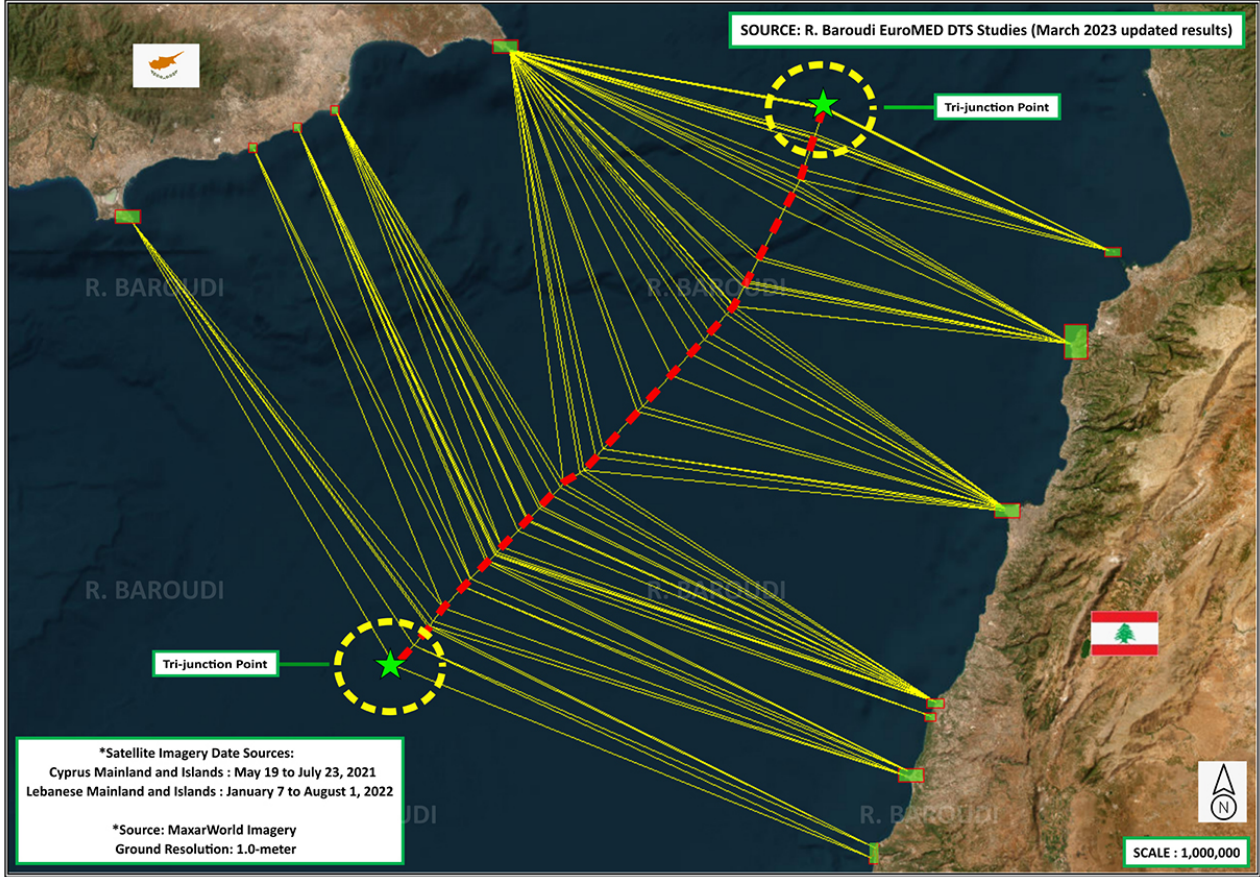 SOURCE: R. Baroudi EuroMED DTS Studies (March 2023 updated results)
Tri-junction Point
R. BAROUDI
R. BAROUDI
R. BAROUDI
R. BAROUDI
Tri-junction Point
*Satellite Imagery Date Sources:
Cyprus Mainland and Islands : May 19 to July 23, 2021
Lebanese Mainland and Islands : January 7 to August 1, 2022
*Source: MaxarWorld Imagery
Ground Resolution: 1.0-meter
DI
R. BAROUDI
N
SCALE : 1,000,000